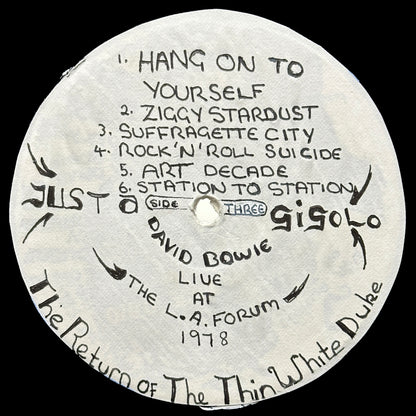 1. HANG ON TO
YOURSELF
2. ZIGGY STARDUST
3. SUFFRAGETTE CITY
4. ROCK'N'ROLL SUICIDE
5. ART DECADE
6. STATION TO STATION
JUST a SIDE THREE GIGOLO
DAVID BOWIE
LIVE
AT
THE L.A. FORUM
1978
The Return OF The Thin White Duke